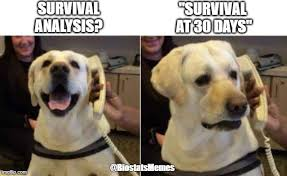 SURVIVAL
ANALYSIS?
"SURVIVAL
AT 30 DAYS"
@BiostatsMemes
imgflip.com